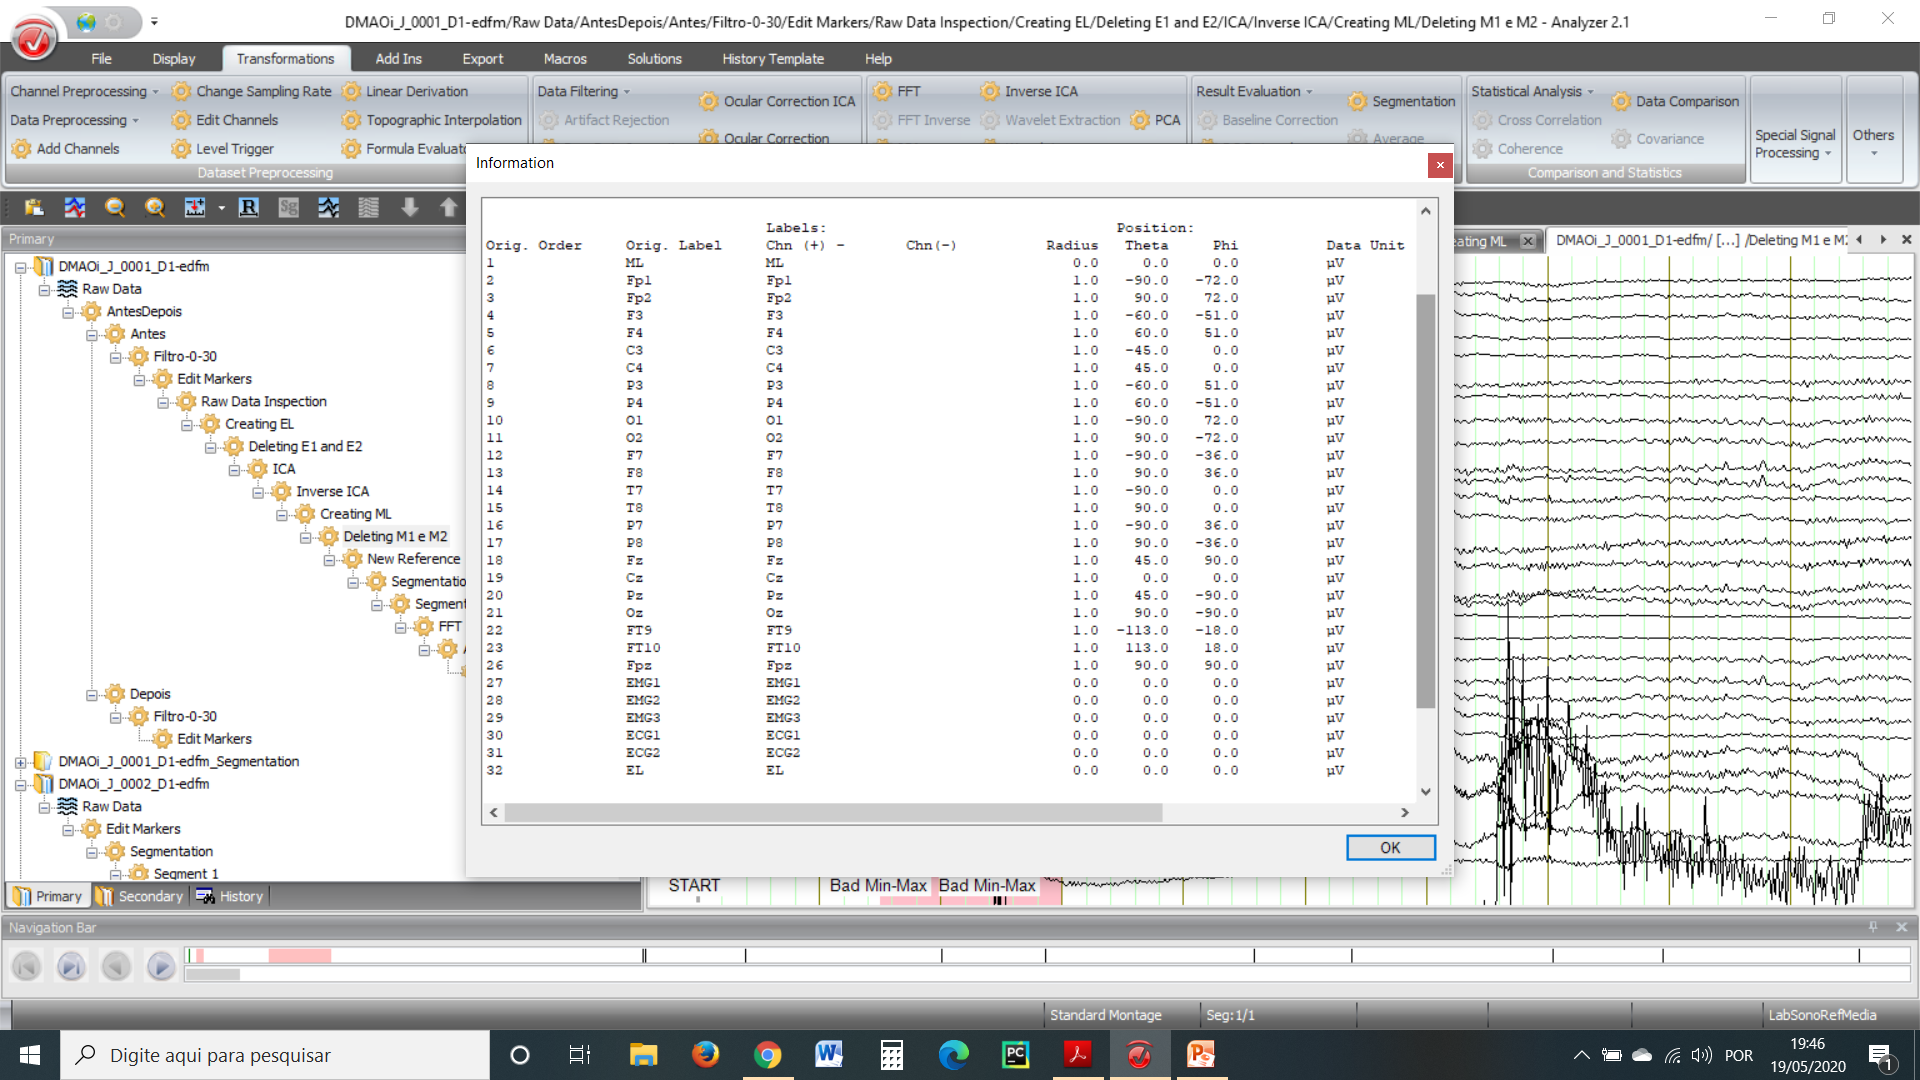 DMAOi_J_0001_D1-edfm/Raw Data/AntesDepois/Antes/Filtro-0-30/Edit Markers/Raw Data Inspection/Creating EL/Deleting E1 and E2/ICA/Inverse ICA/Creating ML/Deleting M1 e M2 - Analyzer 2.1
File Display Transformations Add Ins Export Macros Solutions History Template Help
Channel Preprocessing Change Sampling Rate Linear Derivation
Data Preprocessing Edit Channels Topographic Interpolation
Add Channels Level Trigger Formula Evaluato
Dataset Preprocessing
Data Filtering Ocular Correction ICA
Artifact Rejection Ocular Correction
FFT Inverse ICA
FFT Inverse Wavelet Extraction PCA
Result Evaluation Segmentation
Baseline Correction Average
Statistical Analysis Data Comparison
Cross Correlation Covariance
Coherence
Comparison and Statistics
Special Signal Processing
Others
Information
Labels: Position:
Orig. Order Orig. Label Chn (+) - Chn(-) Radius Theta Phi Data Unit
1 ML ML 0.0 0.0 0.0 µV
2 Fp1 Fp1 1.0 -90.0 -72.0 µV
3 Fp2 Fp2 1.0 90.0 72.0 µV
4 F3 F3 1.0 -60.0 -51.0 µV
5 F4 F4 1.0 60.0 51.0 µV
6 C3 C3 1.0 -45.0 0.0 µV
7 C4 C4 1.0 45.0 0.0 µV
8 P3 P3 1.0 -60.0 51.0 µV
9 P4 P4 1.0 60.0 -51.0 µV
10 O1 O1 1.0 -90.0 72.0 µV
11 O2 O2 1.0 90.0 -72.0 µV
12 F7 F7 1.0 -90.0 -36.0 µV
13 F8 F8 1.0 90.0 36.0 µV
14 T7 T7 1.0 -90.0 0.0 µV
15 T8 T8 1.0 90.0 0.0 µV
16 P7 P7 1.0 -90.0 36.0 µV
17 P8 P8 1.0 90.0 -36.0 µV
18 Fz Fz 1.0 45.0 90.0 µV
19 Cz Cz 1.0 0.0 0.0 µV
20 Pz Pz 1.0 45.0 -90.0 µV
21 Oz Oz 1.0 90.0 -90.0 µV
22 FT9 FT9 1.0 -113.0 -18.0 µV
23 FT10 FT10 1.0 113.0 18.0 µV
26 Fpz Fpz 1.0 90.0 90.0 µV
27 EMG1 EMG1 0.0 0.0 0.0 µV
28 EMG2 EMG2 0.0 0.0 0.0 µV
29 EMG3 EMG3 0.0 0.0 0.0 µV
30 ECG1 ECG1 0.0 0.0 0.0 µV
31 ECG2 ECG2 0.0 0.0 0.0 µV
32 EL EL 0.0 0.0 0.0 µV
OK
Primary
DMAOi_J_0001_D1-edfm
Raw Data
AntesDepois
Antes
Filtro-0-30
Edit Markers
Raw Data Inspection
Creating EL
Deleting E1 and E2
ICA
Inverse ICA
Creating ML
Deleting M1 e M2
New Reference
Segmentatio
Segment
FFT
Depois
Filtro-0-30
Edit Markers
DMAOi_J_0001_D1-edfm_Segmentation
DMAOi_J_0002_D1-edfm
Raw Data
Edit Markers
Segmentation
Segment 1
Primary Secondary History
eating ML DMAOi_J_0001_D1-edfm/ [...] /Deleting M1 e M
START Bad Min-Max Bad Min-Max
Navigation Bar
Standard Montage Seg:1/1 LabSonoRefMedia
Digite aqui para pesquisar
POR
19:46
19/05/2020
1